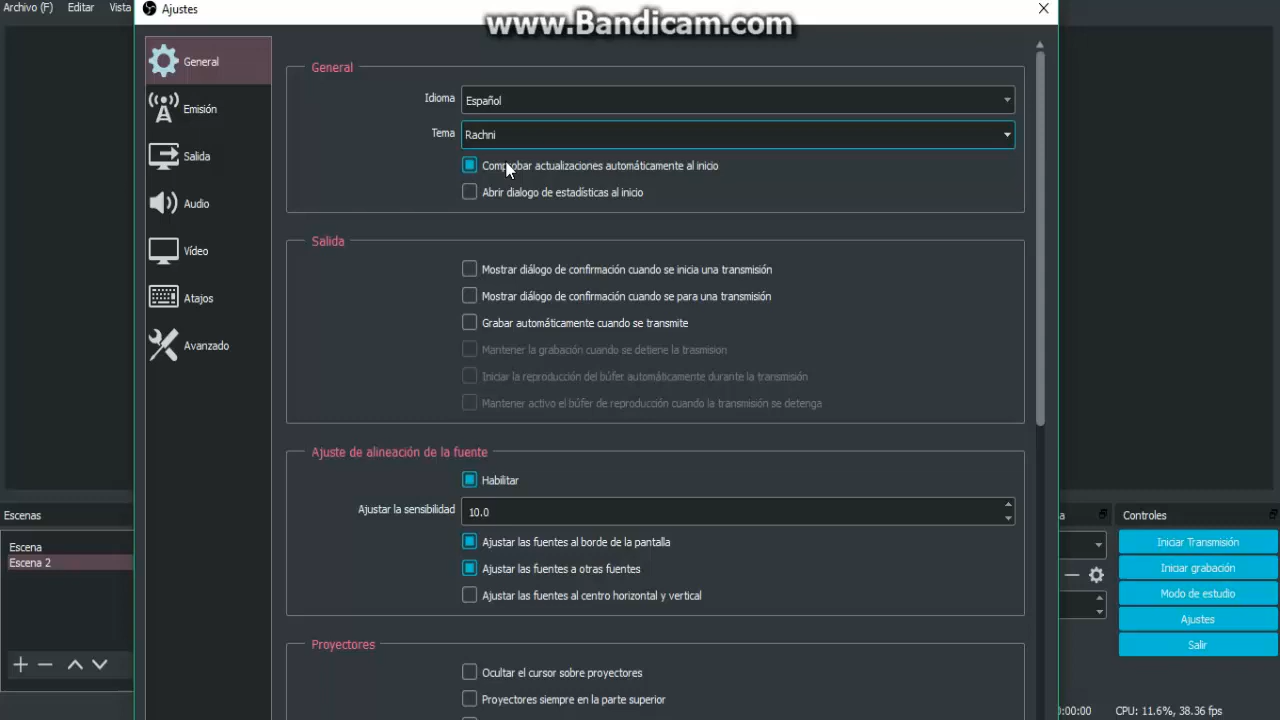 Archivo (F) Editar Vista
Ajustes
www.Bandicam.com
General
Emisión
Salida
Audio
Vídeo
Atajos
Avanzado
General
Idioma Español
Tema Rachni
Comprobar actualizaciones automáticamente al inicio
Abrir dialogo de estadísticas al inicio
Salida
Mostrar diálogo de confirmación cuando se inicia una transmisión
Mostrar diálogo de confirmación cuando se para una transmisión
Grabar automáticamente cuando se transmite
Mantener la grabación cuando se detiene la trasmision
Iniciar la reproducción del búfer automáticamente durante la transmisión
Mantener activo el búfer de reproducción cuando la transmisión se detenga
Ajuste de alineación de la fuente
Habilitar
Ajustar la sensibilidad 10.0
Ajustar las fuentes al borde de la pantalla
Ajustar las fuentes a otras fuentes
Ajustar las fuentes al centro horizontal y vertical
Proyectores
Ocultar el cursor sobre proyectores
Proyectores siempre en la parte superior
Escenas
Escena
Escena 2
a
Controles
Iniciar Transmisión
Iniciar grabación
Modo de estudio
Ajustes
Salir
0:00:00 CPU: 11.6%, 38.36 fps